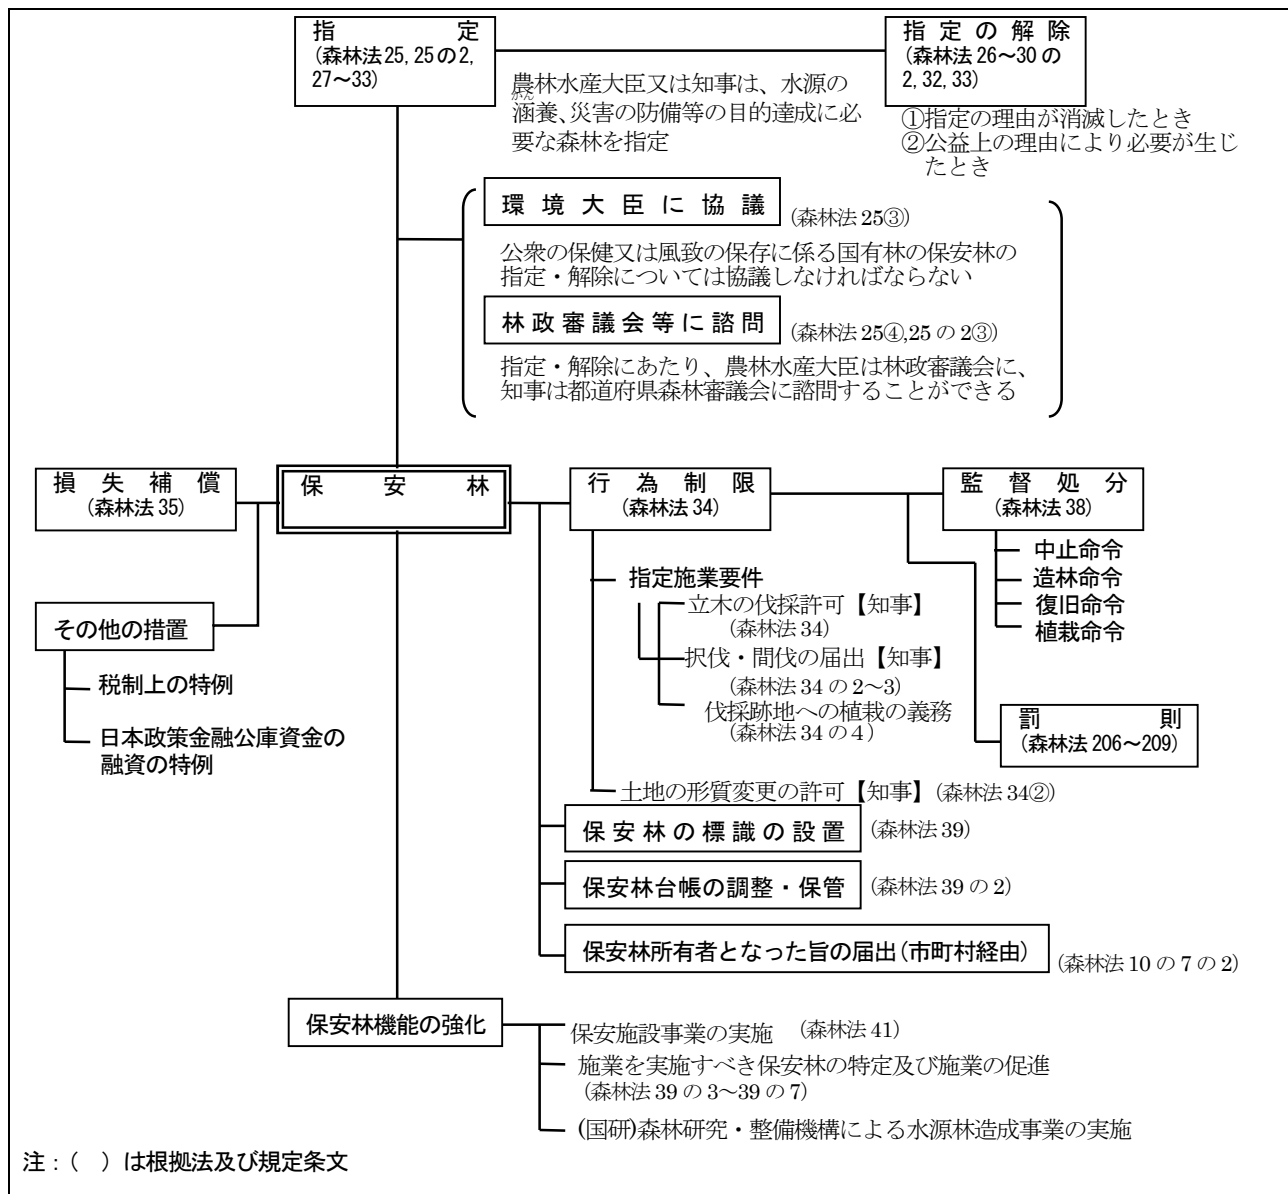 指定
(森林法25, 25の2,
27～33)
指定の解除
(森林法26～30の
2, 32, 33)
農林水産大臣又は知事は、水源の
かん
涵養、災害の防備等の目的達成に必
要な森林を指定
①指定の理由が消滅したとき
②公益上の理由により必要が生じ
たとき
環境大臣に協議
(森林法25③)
公衆の保健又は風致の保存に係る国有林の保安林の
指定・解除については協議しなければならない
林政審議会等に諮問
(森林法25④,25の2③)
指定・解除にあたり、農林水産大臣は林政審議会に、
知事は都道府県森林審議会に諮問することができる
損失補償
(森林法35)
保安林
行為制限
(森林法34)
監督処分
(森林法38)
中止命令
造林命令
復旧命令
植栽命令
その他の措置
税制上の特例
日本政策金融公庫資金の
融資の特例
指定施業要件
立木の伐採許可【知事】
(森林法34)
択伐・間伐の届出【知事】
(森林法34の2～3)
伐採跡地への植栽の義務
(森林法34の4)
罰則
(森林法206～209)
土地の形質変更の許可【知事】(森林法34②)
保安林の標識の設置
(森林法39)
保安林台帳の調整・保管
(森林法39の2)
保安林所有者となった旨の届出(市町村経由)
(森林法10の7の2)
保安林機能の強化
保安施設事業の実施 (森林法41)
施業を実施すべき保安林の特定及び施業の促進
(森林法39の3～39の7)
(国研)森林研究・整備機構による水源林造成事業の実施
注：( )は根拠法及び規定条文